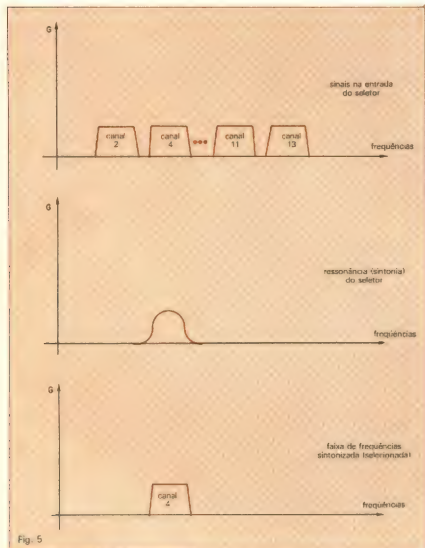 G
sinais na entrada
do seletor
canal
2
canal
4
canal
11
canal
13
frequências
G
ressonância (sintonia)
do seletor
frequências
G
faixa de frequências
sintonizada (selecionada)
canal
4
frequências
Fig. 5